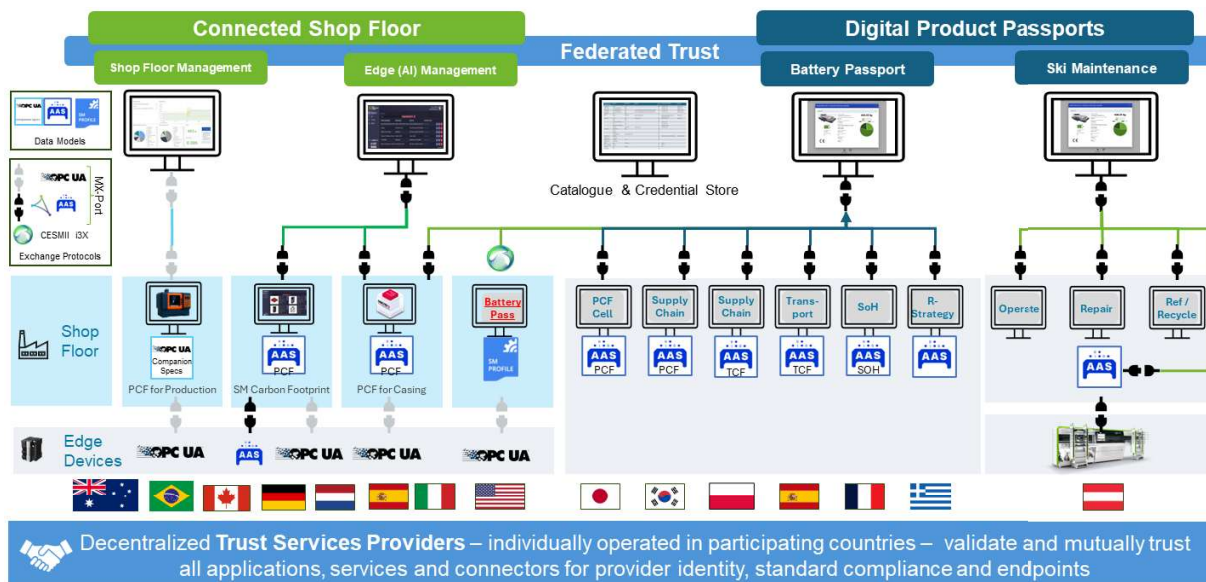 Connected Shop Floor
Digital Product Passports
Federated Trust
Shop Floor Management
Edge (AI) Management
Battery Passport
Ski Maintenance
OPC UA
AAS
SM PROFILE
Data Models
OPC UA
AAS
MX-Port
CESMII i3X
Exchange Protocols
Catalogue & Credential Store
Shop
Floor
OPC UA
Companion
Specs
PCF for Production
AAS
PCF
SM Carbon Footprint
AAS
PCF
PCF for Casing
Battery
Pass
SM
PROFILE
PCF
Cell
AAS
PCF
Supply
Chain
AAS
PCF
Supply
Chain
AAS
TCF
Trans-
port
AAS
TCF
SoH
AAS
SOH
R-
Strategy
AAS
Operate
Repair
AAS
Ref /
Recycle
Edge
Devices
OPC UA
AAS
OPC UA
OPC UA
OPC UA
Decentralized Trust Services Providers – individually operated in participating countries – validate and mutually trust
all applications, services and connectors for provider identity, standard compliance and endpoints